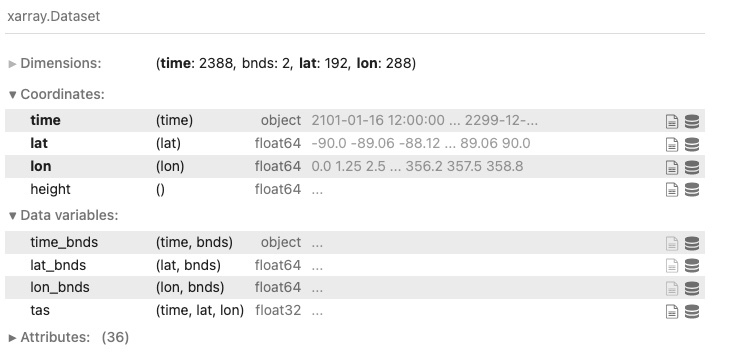 xarray.Dataset
▸ Dimensions: (time: 2388, bnds: 2, lat: 192, lon: 288)
▾ Coordinates:
time (time) object 2101-01-16 12:00:00 ... 2299-12-...
lat (lat) float64 -90.0 -89.06 -88.12 ... 89.06 90.0
lon (lon) float64 0.0 1.25 2.5 ... 356.2 357.5 358.8
height () float64 ...
▾ Data variables:
time_bnds (time, bnds) object ...
lat_bnds (lat, bnds) float64 ...
lon_bnds (lon, bnds) float64 ...
tas (time, lat, lon) float32 ...
▸ Attributes: (36)